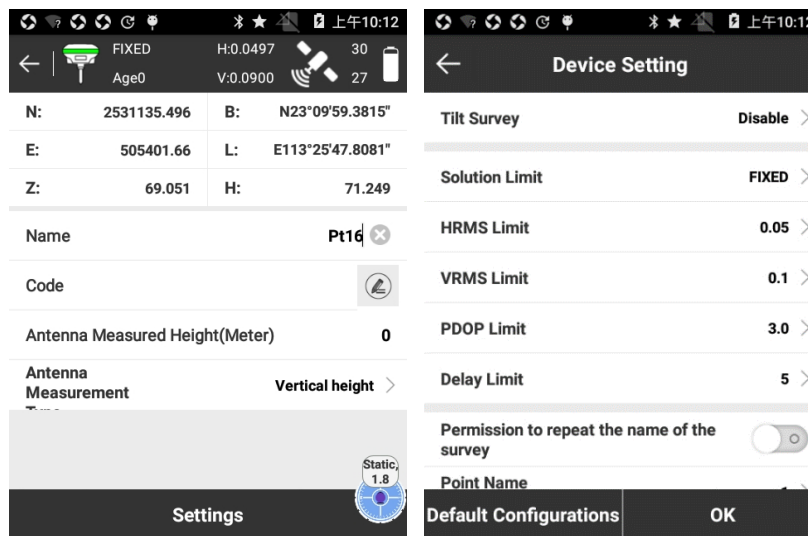 上午10:12
FIXED
H:0.0497
30
Age0
V:0.0900
27
N: 2531135.496 B: N23°09'59.3815"
E: 505401.66 L: E113°25'47.8081"
Z: 69.051 H: 71.249
Name Pt16
Code
Antenna Measured Height(Meter) 0
Antenna
Measurement
Vertical height
Static,
1.8
Settings
上午10:12
Device Setting
Tilt Survey Disable
Solution Limit FIXED
HRMS Limit 0.05
VRMS Limit 0.1
PDOP Limit 3.0
Delay Limit 5
Permission to repeat the name of the
survey
Point Name
Default Configurations OK